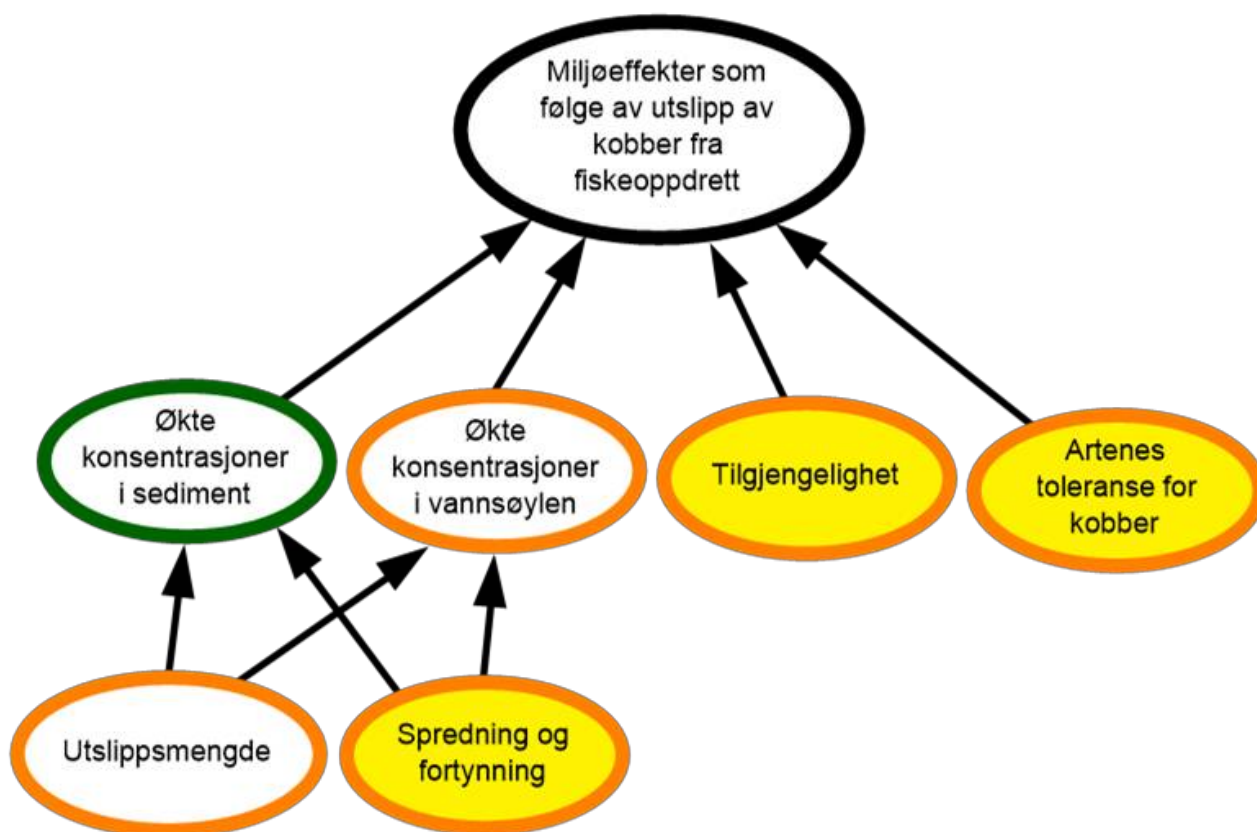 Miljøeffekter som
følge av utslipp av
kobber fra
fiskeoppdrett
Økte
konsentrasjoner
i sediment
Økte
konsentrasjoner
i vannsøylen
Tilgjengelighet
Artenes
toleranse for
kobber
Utslippsmengde
Spredning og
fortynning